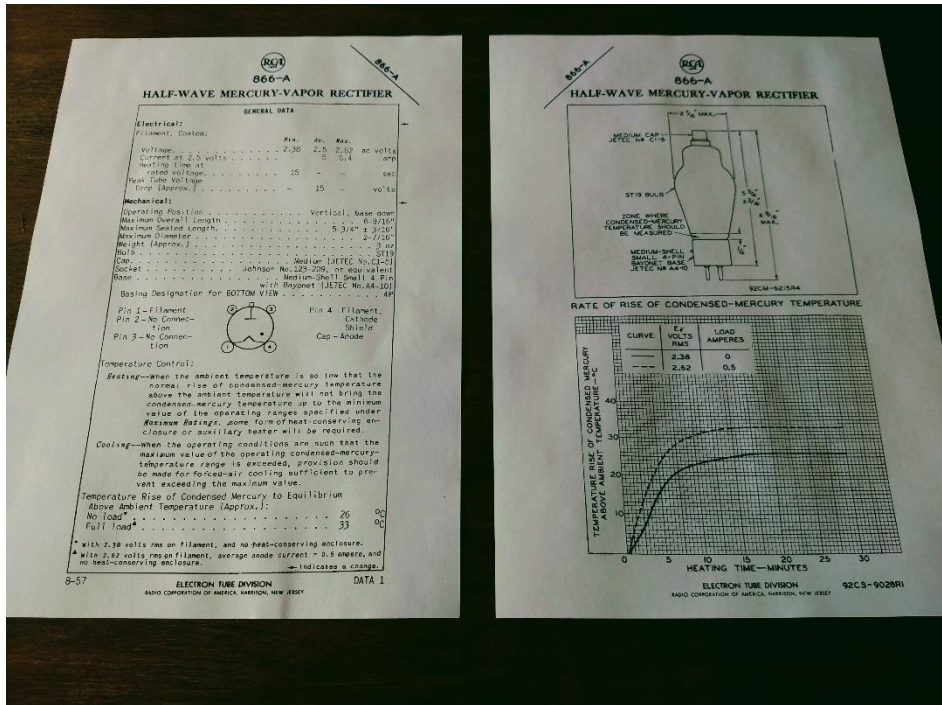 RCA
866-A
866-A
HALF-WAVE MERCURY-VAPOR RECTIFIER
GENERAL DATA
Electrical:
Filament, Coated:
Min. Av. Max.
Voltage. . . . . . . . . . . . . . . 2.38 2.5 2.62 ac volts
Current at 2.5 volts . . . . . . . - 5 5.4 amp
Heating time at
rated voltage. . . . . . . . . . . 15 - - sec
Peak Tube Voltage
Drop (Approx.) . . . . . . . . . . - 15 - volts
Mechanical:
Operating Position . . . . . . . . . . Vertical, base down
Maximum Overall Length . . . . . . . . . . . . 6-9/16"
Maximum Seated Length. . . . . . . . . . 5-3/4" ± 3/16"
Maximum Diameter . . . . . . . . . . . . . . . 2-7/16"
Weight (Approx.) . . . . . . . . . . . . . . . . 3 oz
Bulb . . . . . . . . . . . . . . . . . . . . . . ST19
Cap. . . . . . . . . . . . . . Medium (JETEC No.C1-5)
Socket . . . . . . . Johnson No.123-209, or equivalent
Base . . . . . . . . . . . . Medium-Shell Small 4-Pin
with Bayonet (JETEC No.A4-10)
Basing Designation for BOTTOM VIEW . . . . . . . . . . 4P
Pin 1 - Filament
Pin 2 - No Connec-
tion
Pin 3 - No Connec-
tion
2 3
1 4
Pin 4 - Filament,
Cathode
Shield
Cap - Anode
Temperature Control:
Heating--When the ambient temperature is so low that the
normal rise of condensed-mercury temperature
above the ambient temperature will not bring the
condensed-mercury temperature up to the minimum
value of the operating ranges specified under
Maximum Ratings, some form of heat-conserving en-
closure or auxiliary heater will be required.
Cooling--When the operating conditions are such that the
maximum value of the operating condensed-mercury-
temperature range is exceeded, provision should
be made for forced-air cooling sufficient to pre-
vent exceeding the maximum value.
Temperature Rise of Condensed Mercury to Equilibrium
Above Ambient Temperature (Approx.):
No load* . . . . . . . . . . . . . . . . 26 °C
Full load▲ . . . . . . . . . . . . . . . 33 °C
* With 2.38 volts rms on filament, and no heat-conserving enclosure.
▲ With 2.62 volts rms on filament, average anode current = 0.5 ampere, and
no heat-conserving enclosure.
← Indicates a change.
8-57
ELECTRON TUBE DIVISION
DATA 1
RADIO CORPORATION OF AMERICA, HARRISON, NEW JERSEY
866-A
RCA
866-A
HALF-WAVE MERCURY-VAPOR RECTIFIER
2 7/16" MAX.
MEDIUM CAP
JETEC Nº C1-5
ST19 BULB
ZONE WHERE
CONDENSED-MERCURY
TEMPERATURE SHOULD
BE MEASURED
MEDIUM-SHELL
SMALL 4-PIN
BAYONET BASE
JETEC Nº A4-10
MAX.
92CM-6215R4
RATE OF RISE OF CONDENSED-MERCURY TEMPERATURE
CURVE
Ef
VOLTS
RMS
LOAD
AMPERES
2.38 0
2.62 0.5
TEMPERATURE RISE OF CONDENSED MERCURY
ABOVE AMBIENT TEMPERATURE—°C
40
30
20
10
0 5 10 15 20 25 30
HEATING TIME—MINUTES
ELECTRON TUBE DIVISION
92CS-9028R1
RADIO CORPORATION OF AMERICA, HARRISON, NEW JERSEY